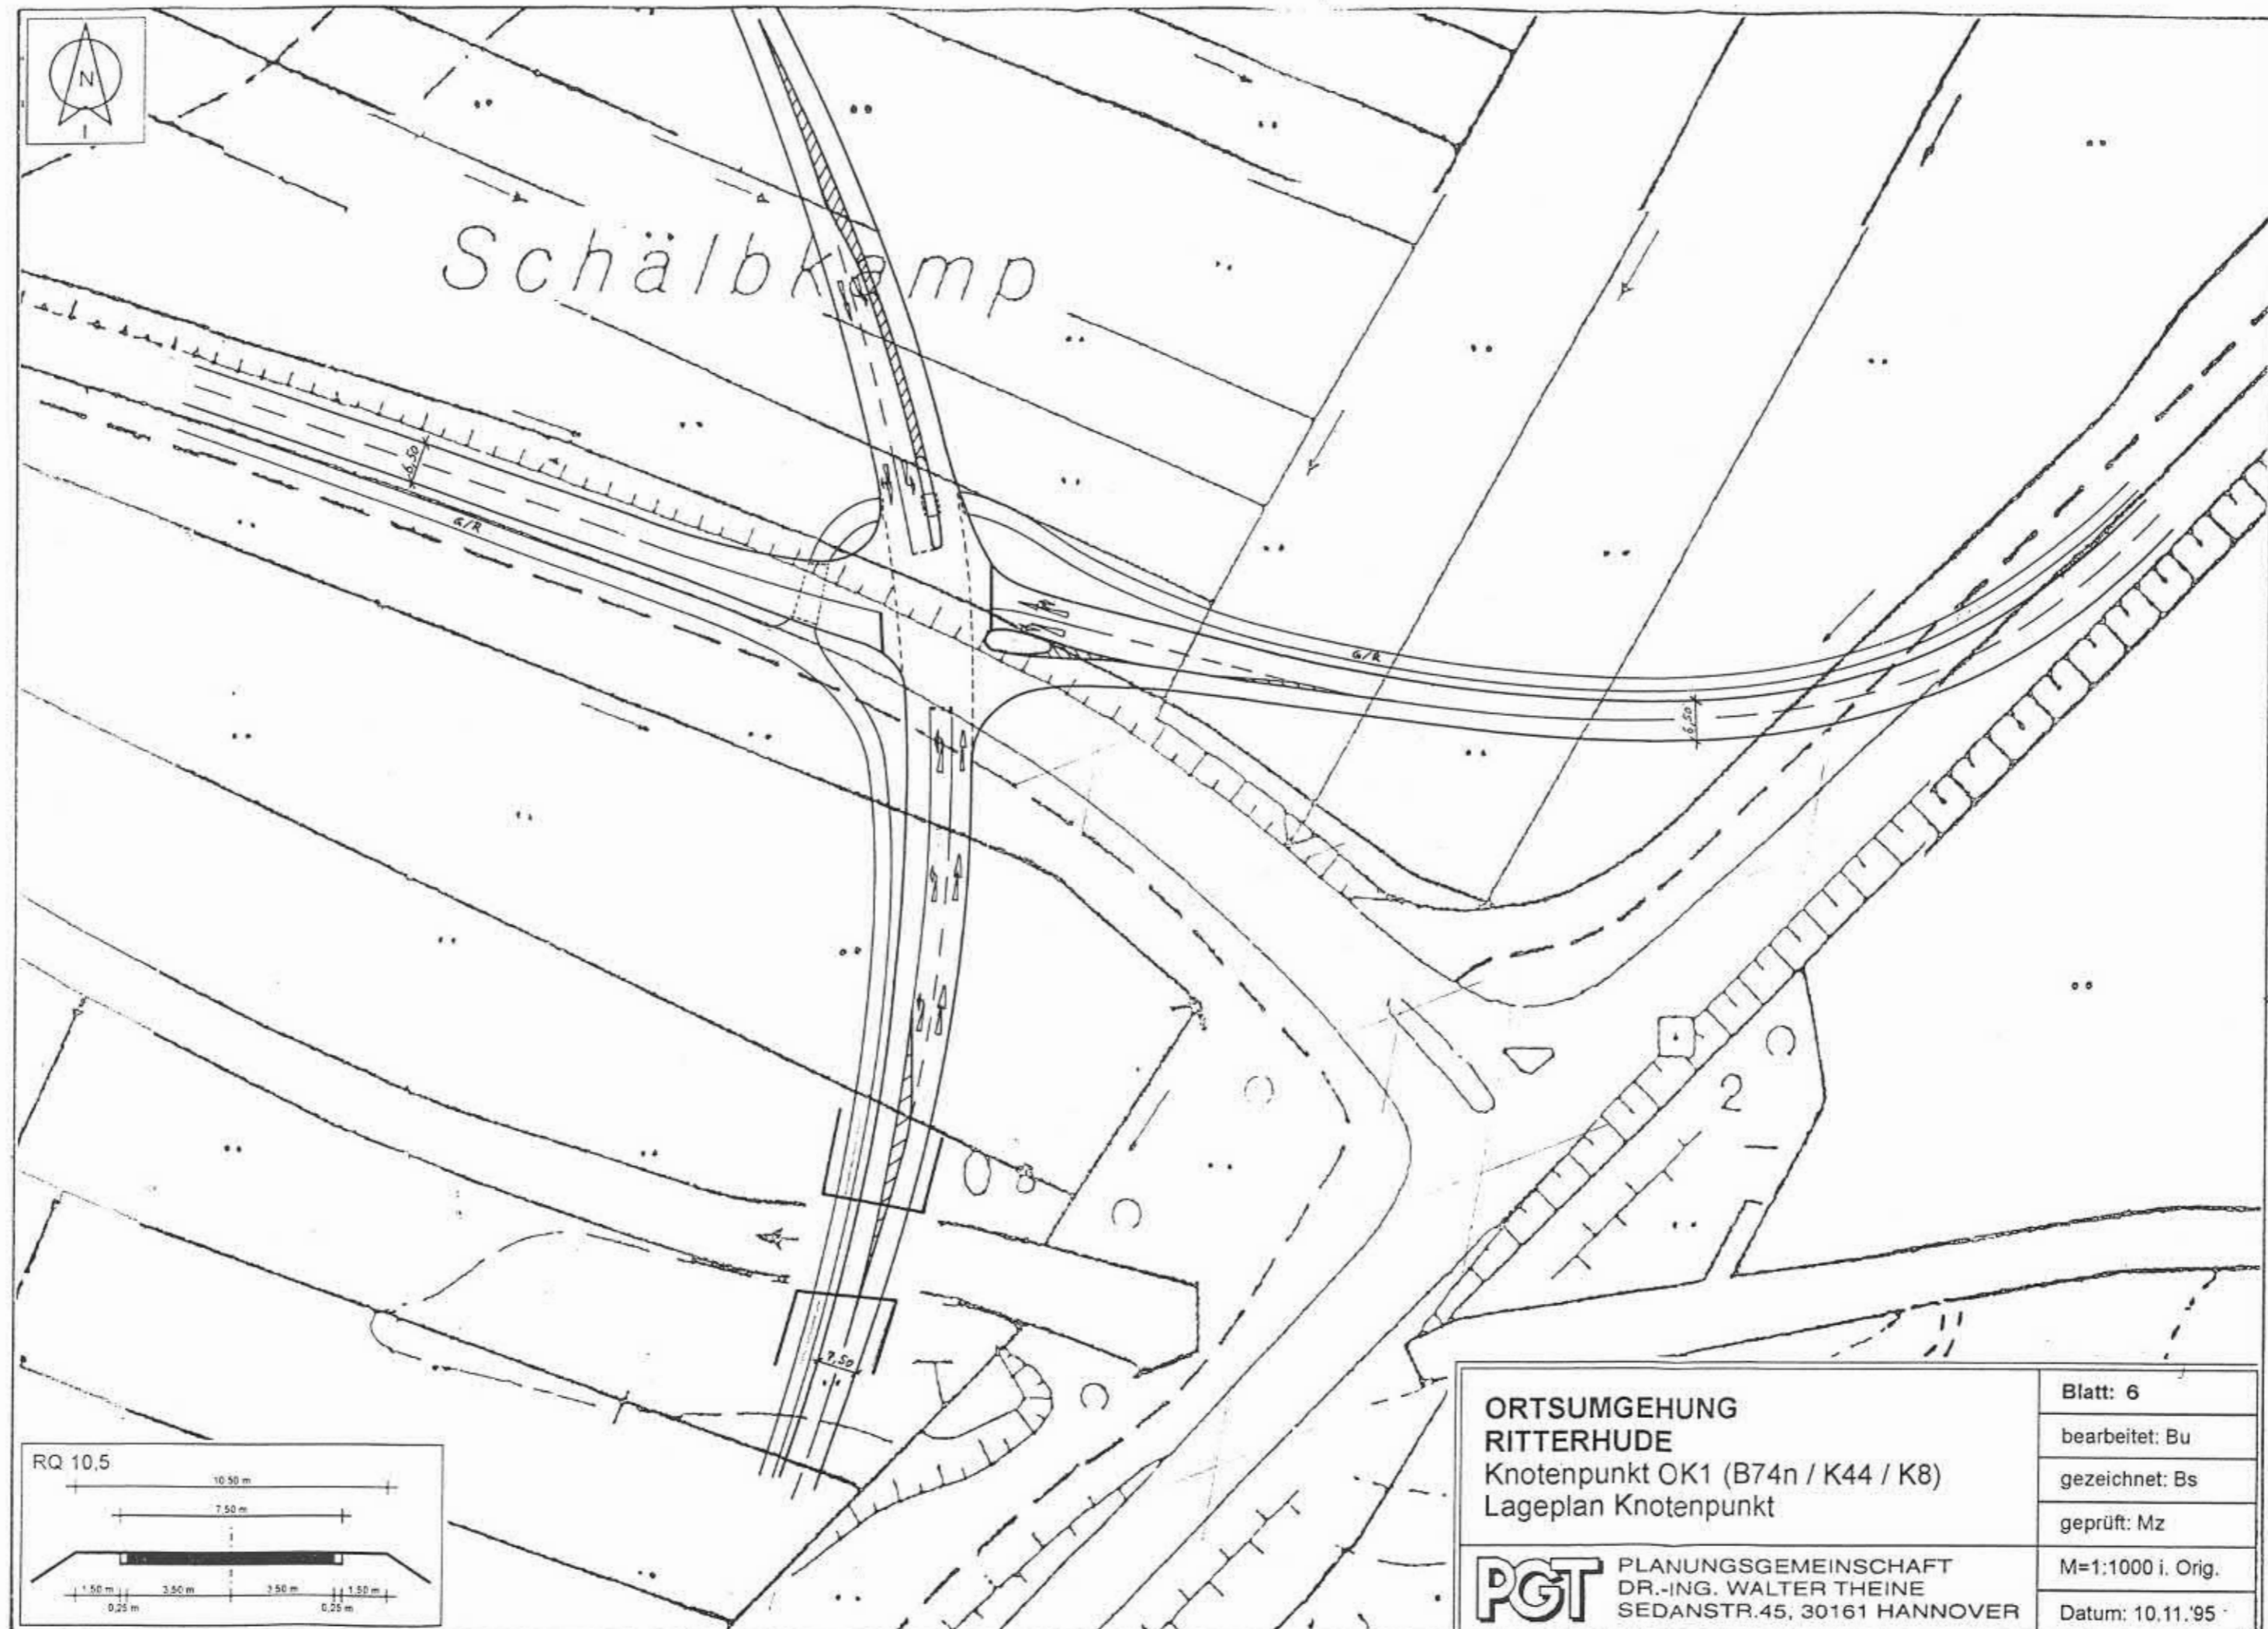 N
Schälbkamp
6,50
G/R
G/R
6,50
2
7,50
RQ 10,5
10.50 m
7.50 m
1.50 m
3.50 m
3.50 m
1.50 m
0,25 m
0,25 m
ORTSUMGEHUNG
RITTERHUDE
Knotenpunkt OK1 (B74n / K44 / K8)
Lageplan Knotenpunkt
Blatt: 6
bearbeitet: Bu
gezeichnet: Bs
geprüft: Mz
M=1:1000 i. Orig.
Datum: 10.11.'95
PGT
PLANUNGSGEMEINSCHAFT
DR.-ING. WALTER THEINE
SEDANSTR.45, 30161 HANNOVER